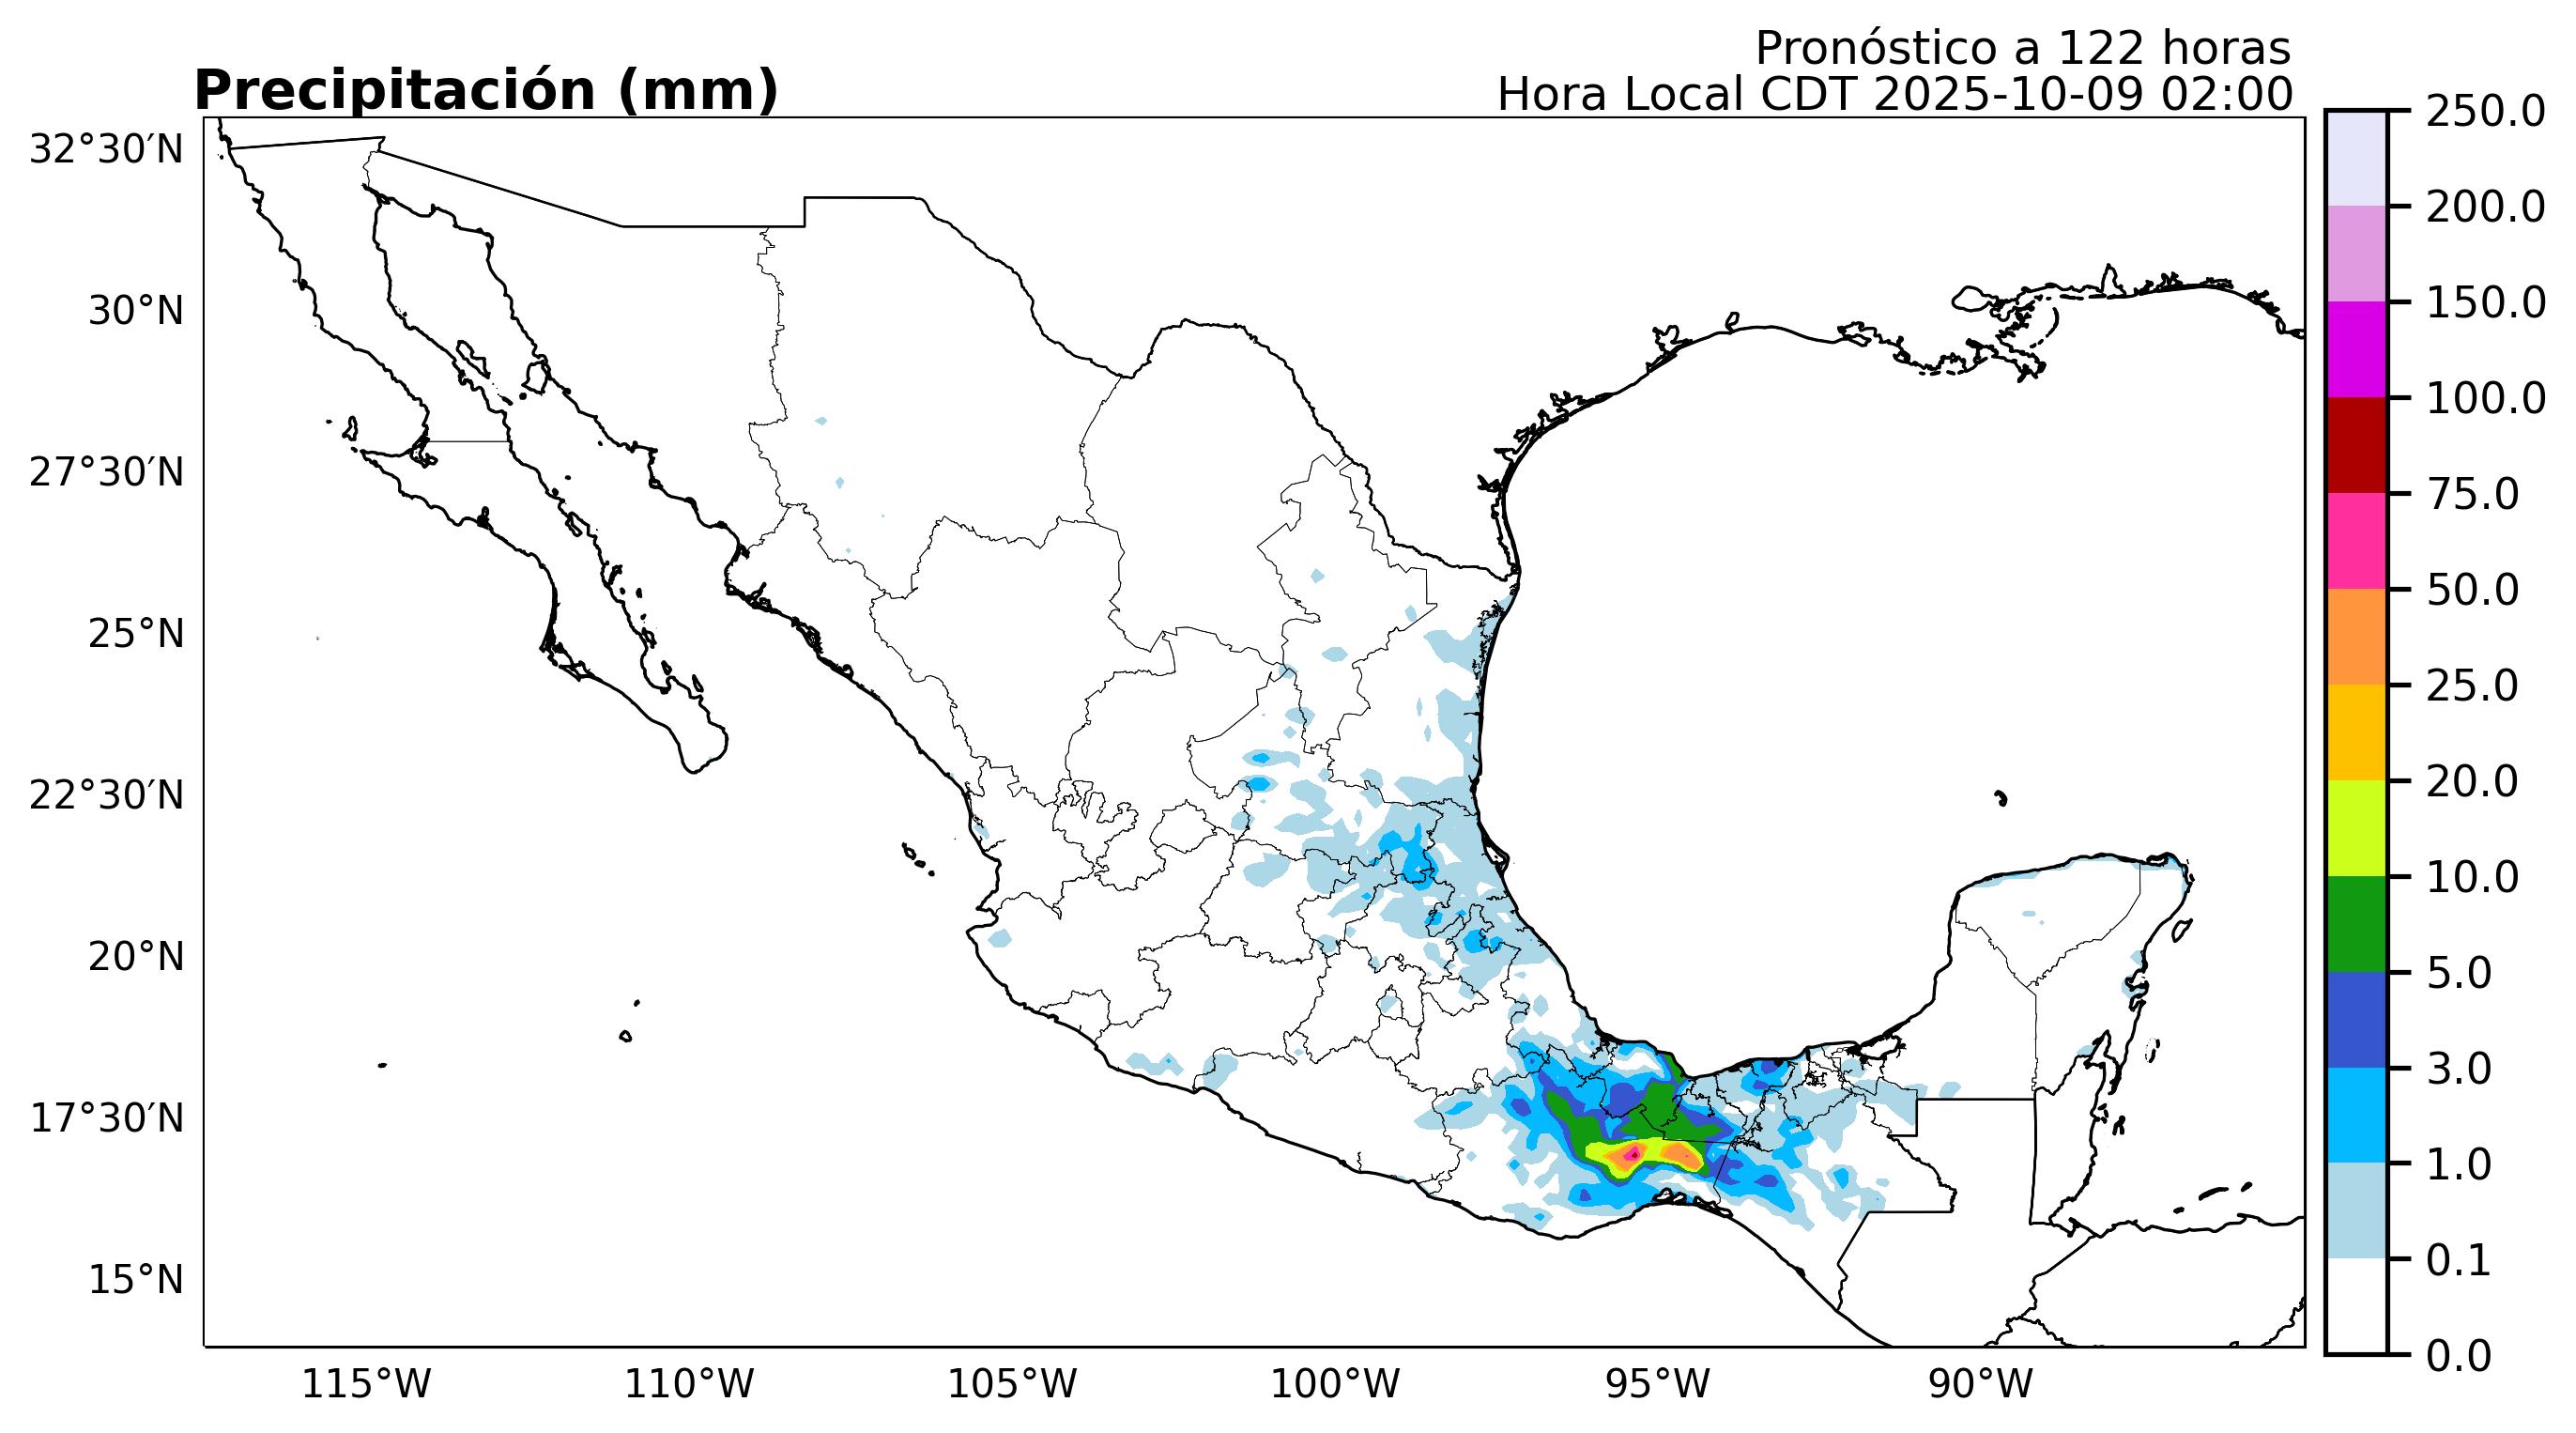 Pronóstico a 122 horas
Precipitación (mm)
Hora Local CDT 2025-10-09 02:00
32°30′N
30°N
27°30′N
25°N
22°30′N
20°N
17°30′N
15°N
115°W
110°W
105°W
100°W
95°W
90°W
250.0
200.0
150.0
100.0
75.0
50.0
25.0
20.0
10.0
5.0
3.0
1.0
0.1
0.0